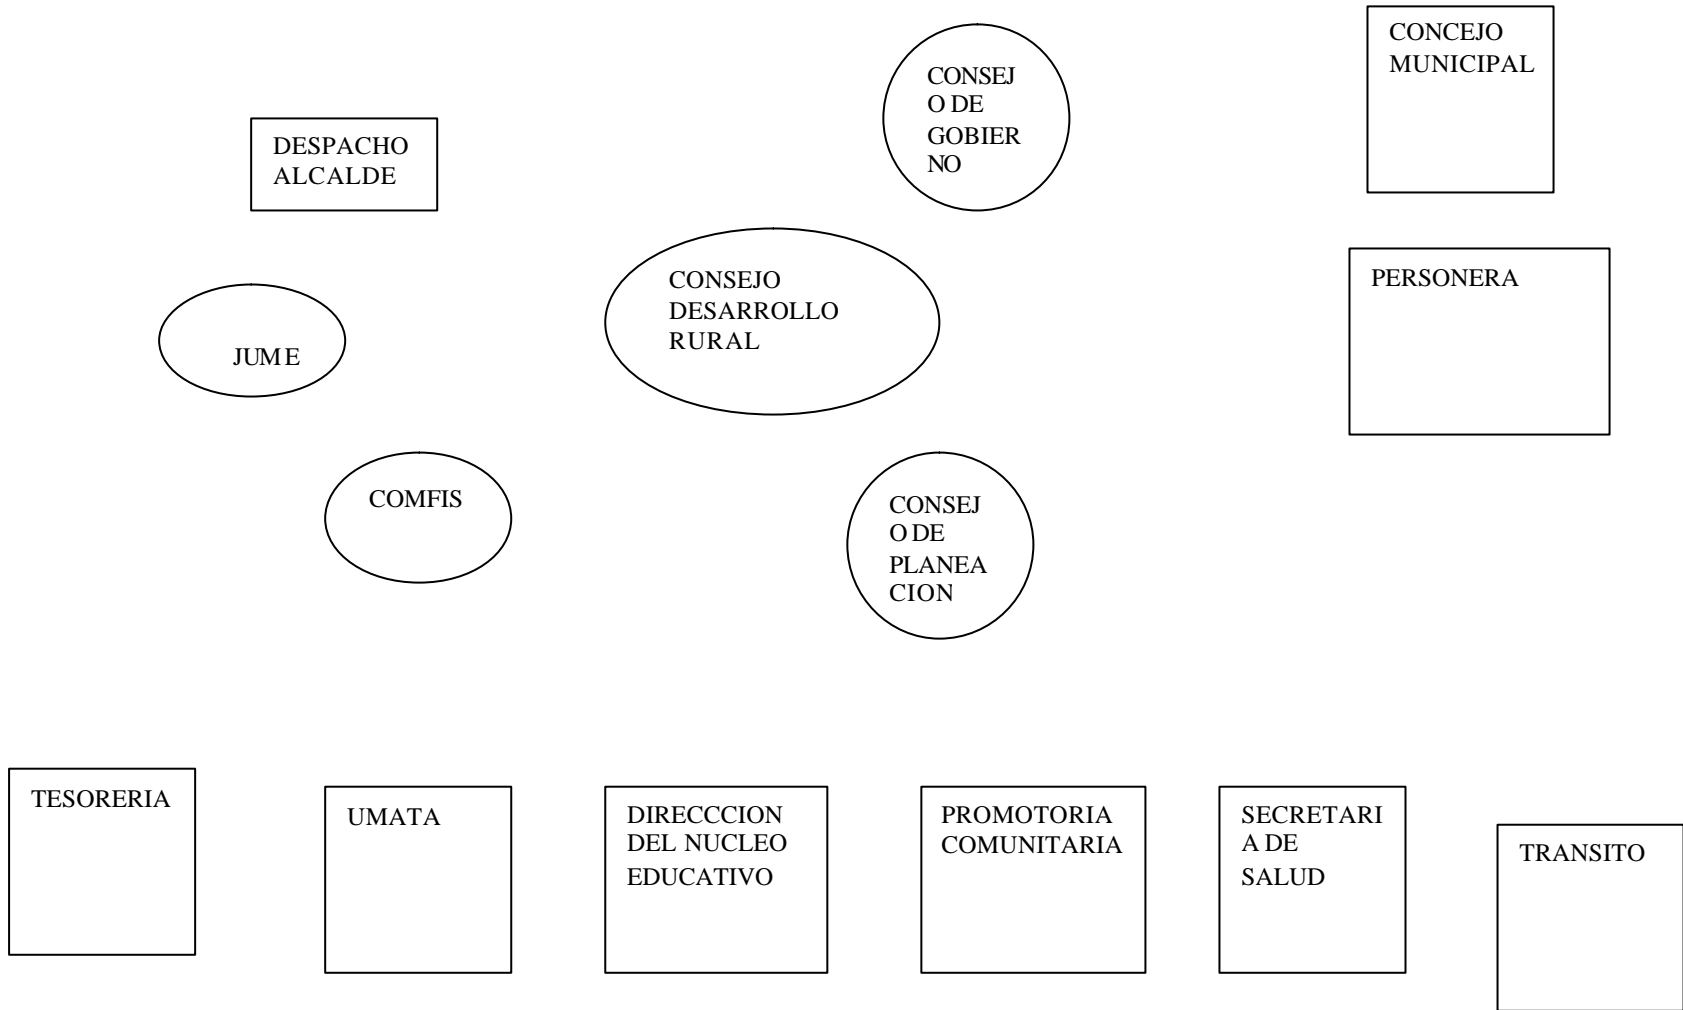 CONCEJO
MUNICIPAL
CONSEJ
O DE
GOBIER
NO
DESPACHO
ALCALDE
CONSEJO
DESARROLLO
RURAL
PERSONERA
JUME
COMFIS
CONSEJ
O DE
PLANEA
CION
TESORERIA
UMATA
DIRECCCION
DEL NUCLEO
EDUCATIVO
PROMOTORIA
COMUNITARIA
SECRETARI
A DE
SALUD
TRANSITO